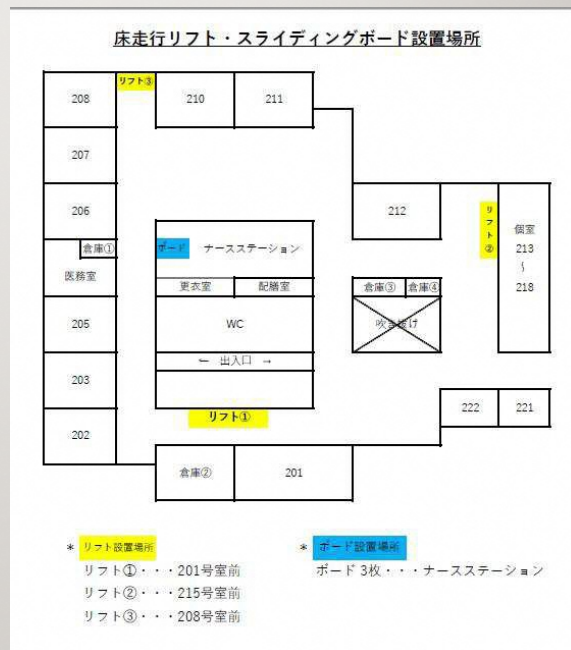 床走行リフト・スライディングボード設置場所
208
リフト③
210
211
207
206
212
リフト②
個室
213
〜
218
倉庫①
ボード
ナースステーション
医務室
更衣室
配膳室
倉庫③
倉庫④
205
WC
吹き抜け
← 出入口 →
203
リフト①
222
221
202
倉庫②
201
* リフト設置場所
リフト①・・・201号室前
リフト②・・・215号室前
リフト③・・・208号室前
* ボード設置場所
ボード 3枚・・・ナースステーション